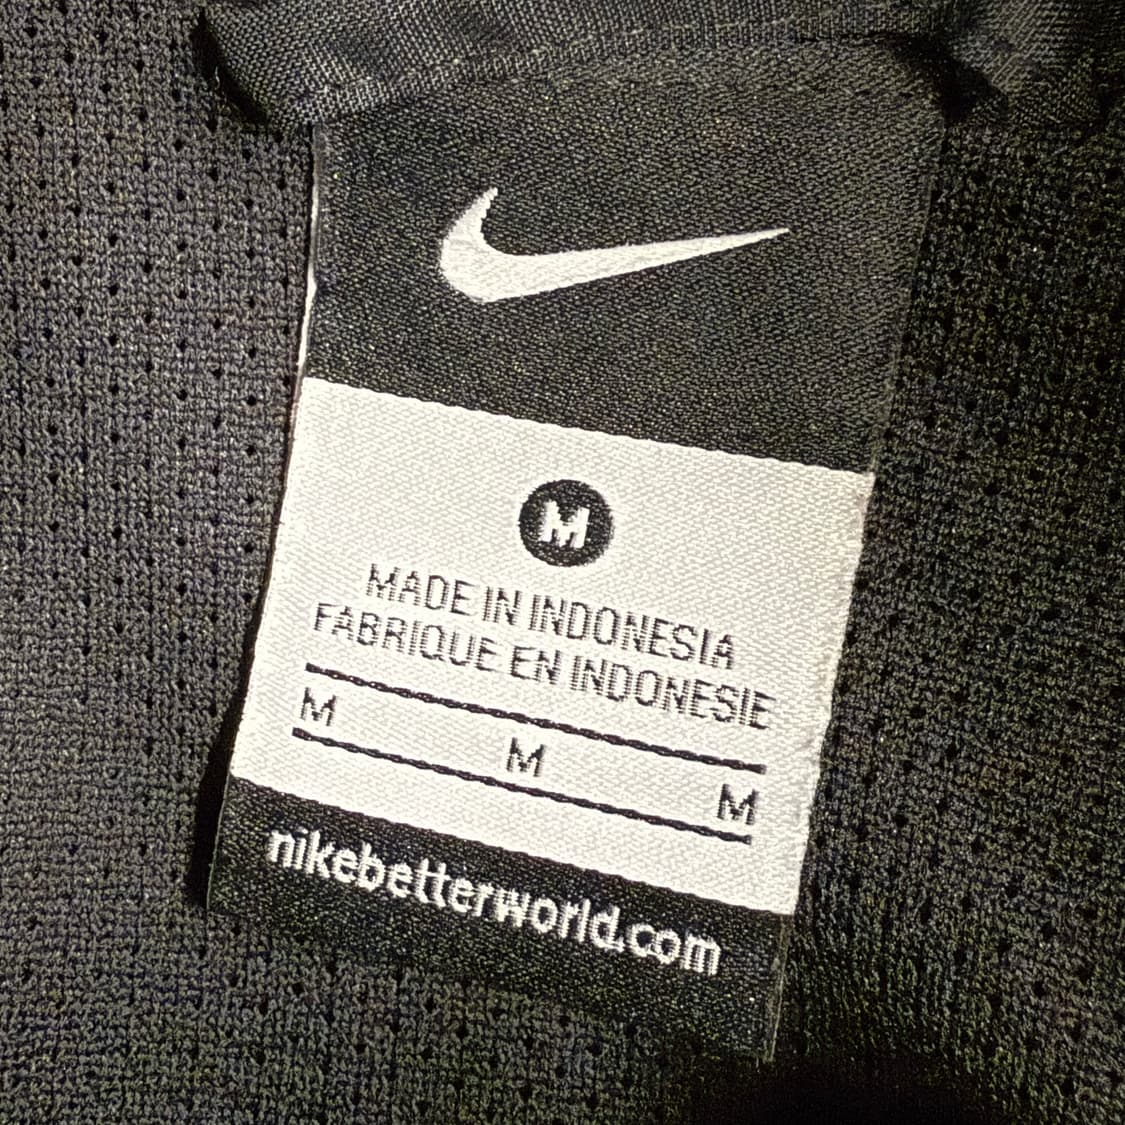 M
MADE IN INDONESIA
FABRIQUE EN INDONESIE
M M M
nikebetterworld.com